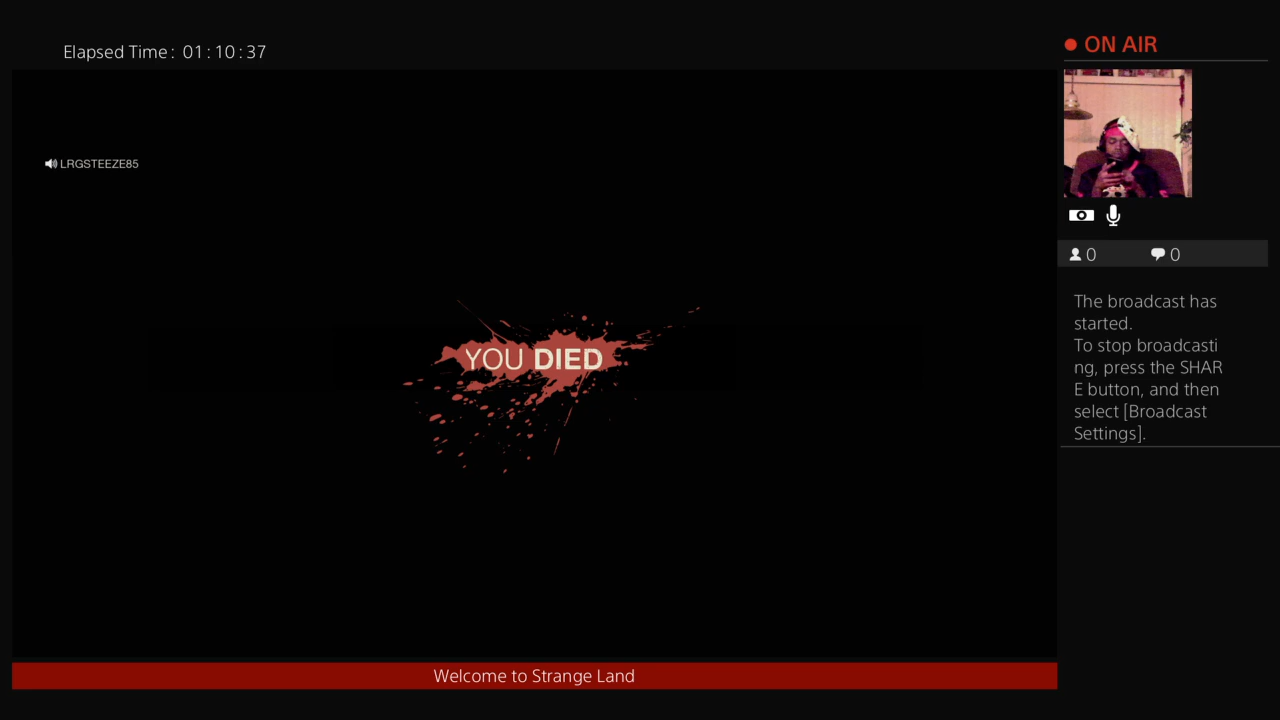 Elapsed Time: 01:10:37
ON AIR
LRGSTEEZE85
0 0
The broadcast has
started.
To stop broadcasti
ng, press the SHAR
E button, and then
select [Broadcast
Settings].
YOU DIED
Welcome to Strange Land